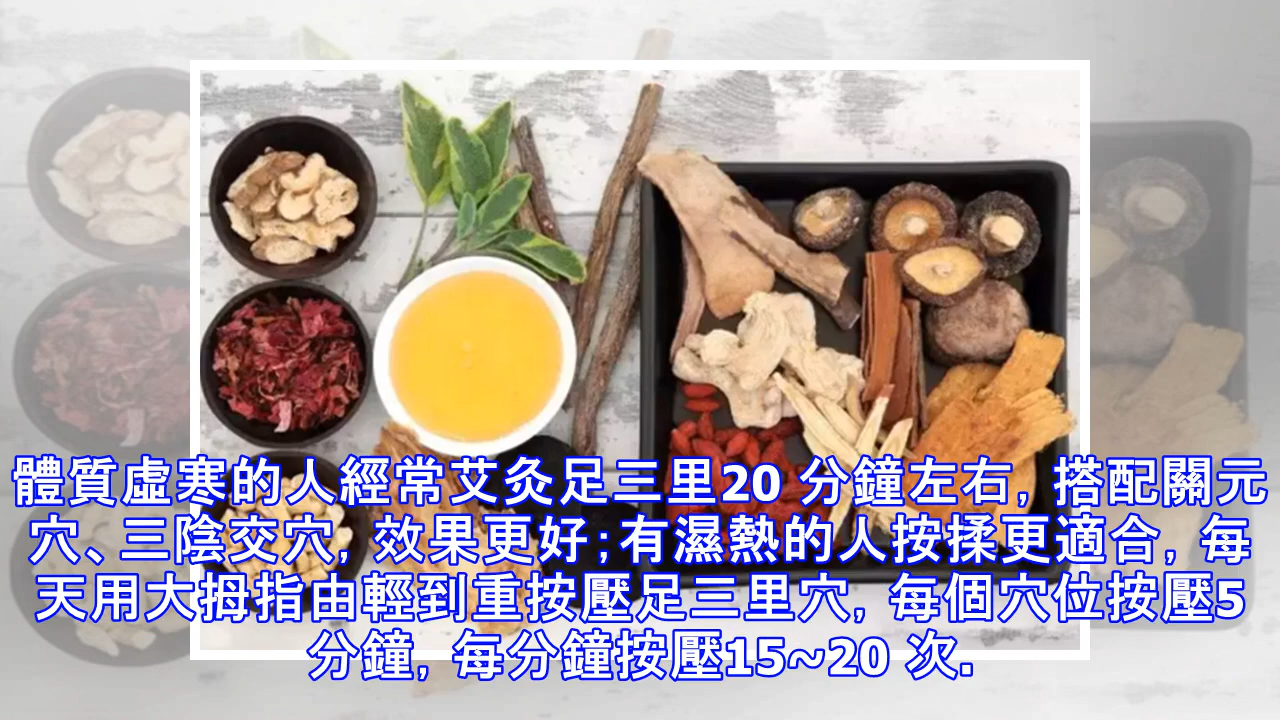 體質虛寒的人經常艾灸足三里20 分鐘左右, 搭配關元
穴、三陰交穴, 效果更好;有濕熱的人按揉更適合, 每
天用大拇指由輕到重按壓足三里穴, 每個穴位按壓5
分鐘, 每分鐘按壓15~20 次.